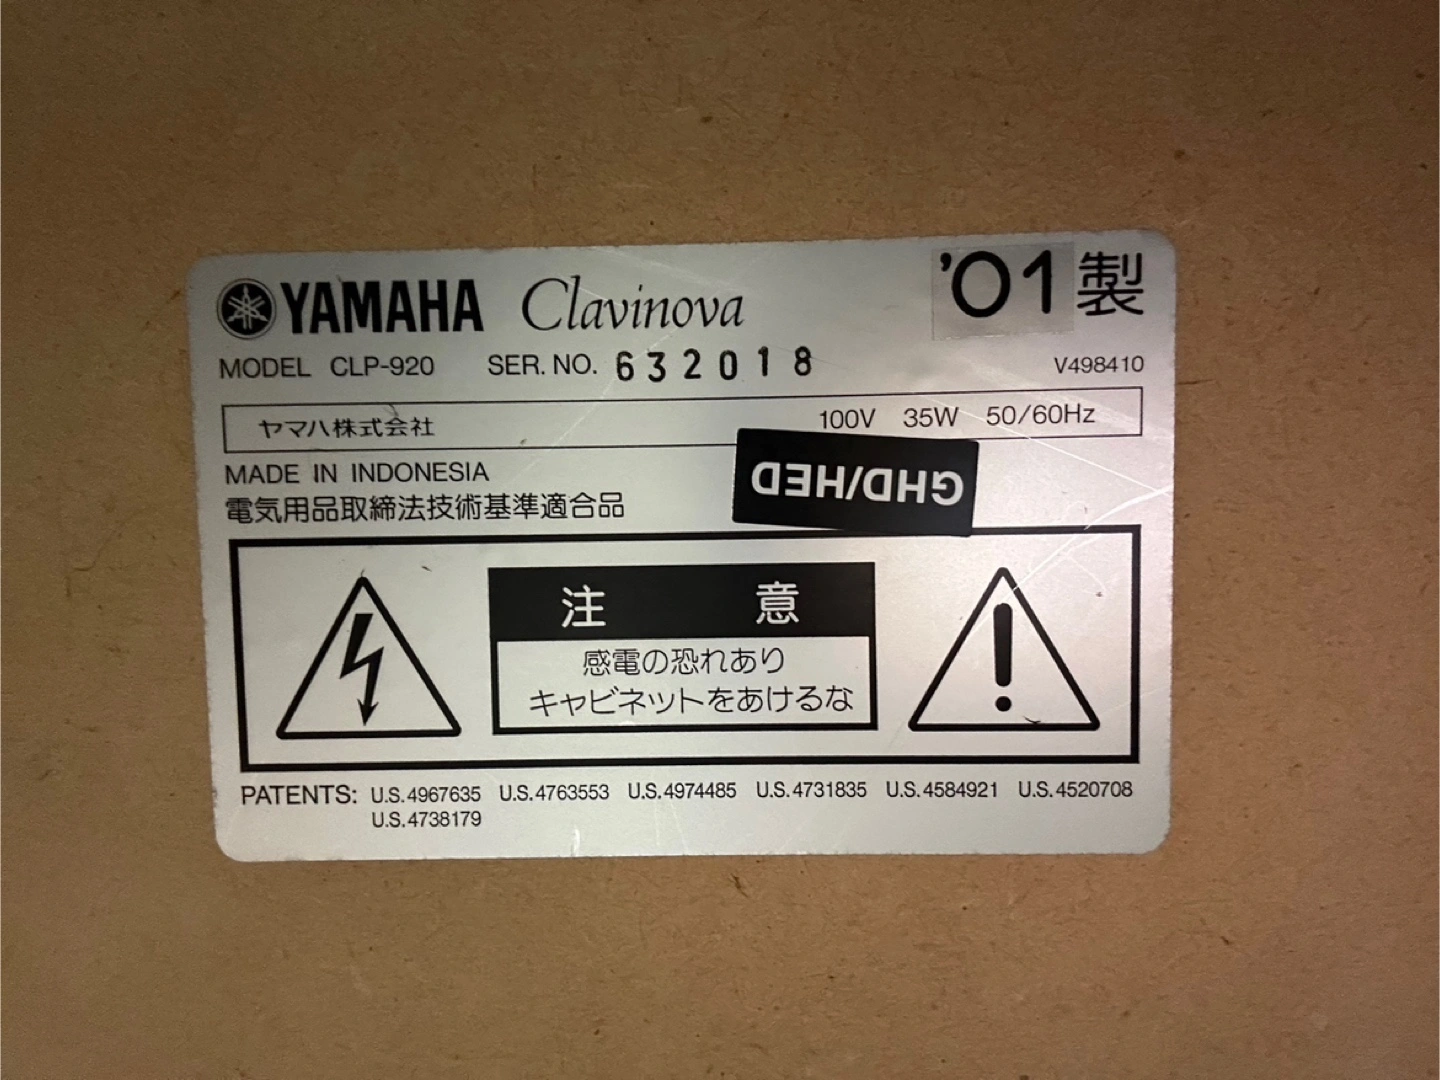 YAMAHA Clavinova '01製
MODEL CLP-920 SER. NO. 632018 V498410
ヤマハ株式会社 100V 35W 50/60Hz
MADE IN INDONESIA
GHD/HED
電気用品取締法技術基準適合品
注 意
感電の恐れあり
キャビネットをあけるな
PATENTS: U.S.4967635 U.S.4763553 U.S.4974485 U.S.4731835 U.S.4584921 U.S.4520708
U.S.4738179